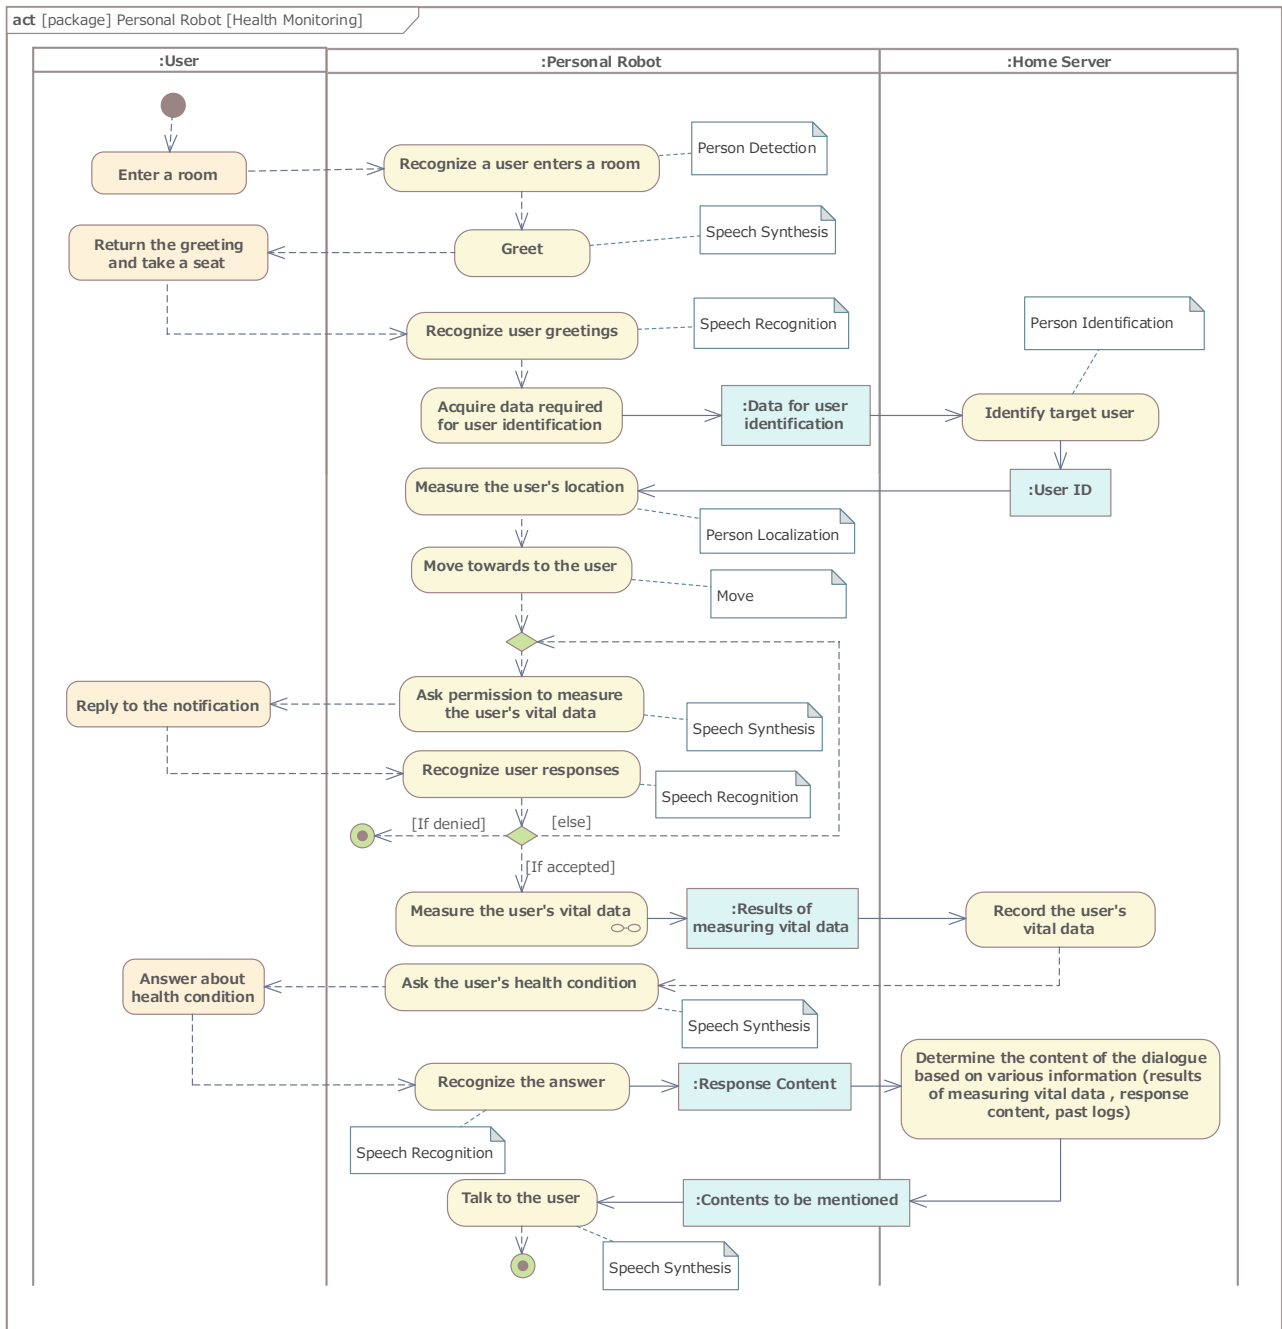 act [package] Personal Robot [Health Monitoring]
:User
:Personal Robot
:Home Server
Enter a room
Recognize a user enters a room
Person Detection
Return the greeting
and take a seat
Greet
Speech Synthesis
Recognize user greetings
Speech Recognition
Person Identification
Acquire data required
for user identification
:Data for user
identification
Identify target user
Measure the user's location
:User ID
Person Localization
Move towards to the user
Move
Ask permission to measure
the user's vital data
Reply to the notification
Speech Synthesis
Recognize user responses
Speech Recognition
[If denied]
[else]
[If accepted]
Measure the user's vital data
:Results of
measuring vital data
Record the user's
vital data
Answer about
health condition
Ask the user's health condition
Speech Synthesis
Recognize the answer
:Response Content
Determine the content of the dialogue
based on various information (results
of measuring vital data , response
content, past logs)
Speech Recognition
Talk to the user
:Contents to be mentioned
Speech Synthesis